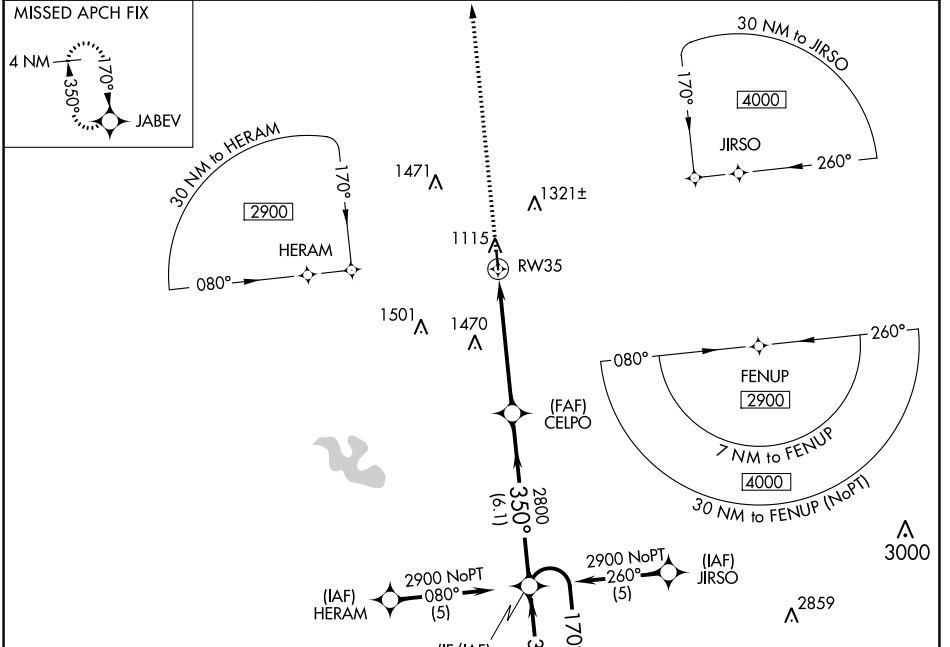 MISSED APCH FIX
4 NM
170°
350°
JABEV
30 NM to HERAM
170°
2900
HERAM
080°
30 NM to JIRSO
170°
4000
JIRSO
260°
1471
1321±
1115
RW35
1501
1470
080°
260°
FENUP
2900
7 NM to FENUP
4000
30 NM to FENUP (NoPT)
(FAF)
CELPO
2800
350°
(6.1)
3000
2859
(IAF)
HERAM
2900 NoPT
080°
(5)
2900 NoPT
260°
(5)
(IAF)
JIRSO
170°
(IF/IAF)
3